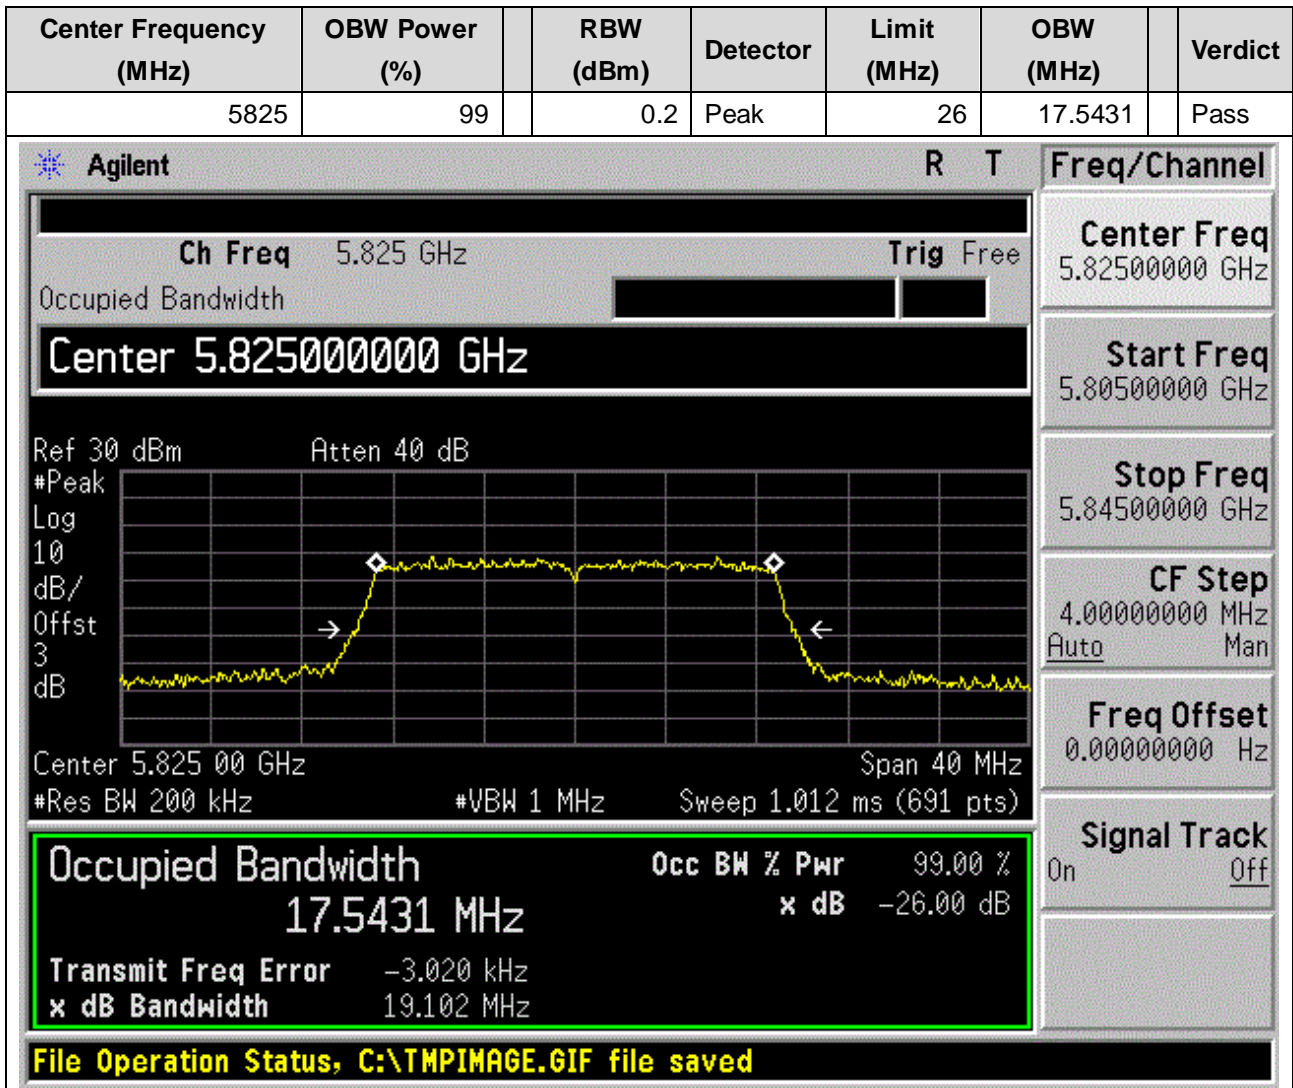 Center Frequency (MHz) OBW Power (%) RBW (dBm) Detector Limit (MHz) OBW (MHz) Verdict
5825 99 0.2 Peak 26 17.5431 Pass
Agilent R T Freq/Channel
Ch Freq 5.825 GHz Trig Free
Occupied Bandwidth
Center 5.825000000 GHz
Center Freq
5.82500000 GHz
Start Freq
5.80500000 GHz
Stop Freq
5.84500000 GHz
CF Step
4.00000000 MHz
Auto Man
Freq Offset
0.00000000 Hz
Signal Track
On Off
Ref 30 dBm Atten 40 dB
#Peak
Log
10
dB/
Offst
3
dB
Center 5.825 00 GHz Span 40 MHz
#Res BW 200 kHz #VBW 1 MHz Sweep 1.012 ms (691 pts)
Occupied Bandwidth Occ BW % Pwr 99.00 %
17.5431 MHz x dB -26.00 dB
Transmit Freq Error -3.020 kHz
x dB Bandwidth 19.102 MHz
File Operation Status, C:\TMPIMAGE.GIF file saved